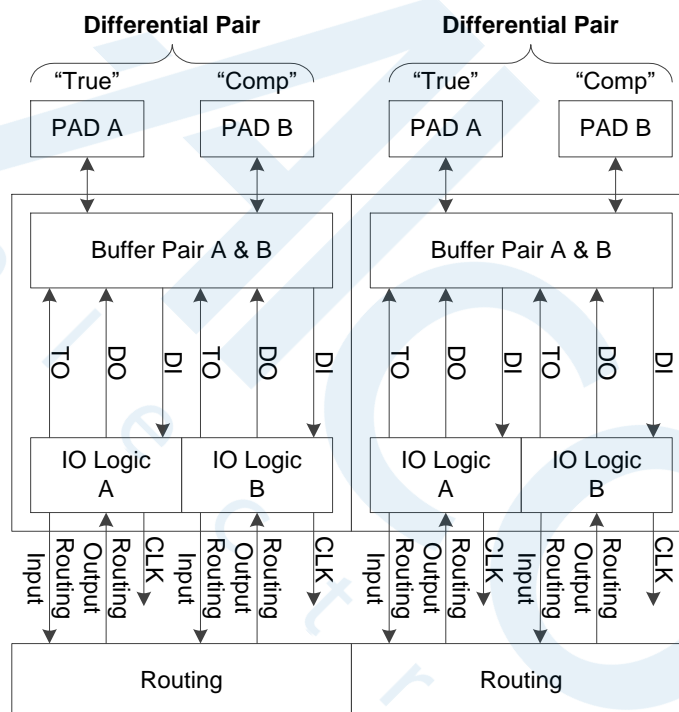 Differential Pair Differential Pair
“True” “Comp” “True” “Comp”
PAD A PAD B PAD A PAD B
Buffer Pair A & B Buffer Pair A & B
TO DO DI TO DO DI TO DO DI TO DO DI
IO Logic A IO Logic B IO Logic A IO Logic B
Routing Input Routing Output CLK Routing Input Routing Output CLK Routing Input Routing Output CLK Routing Input Routing Output CLK
Routing Routing